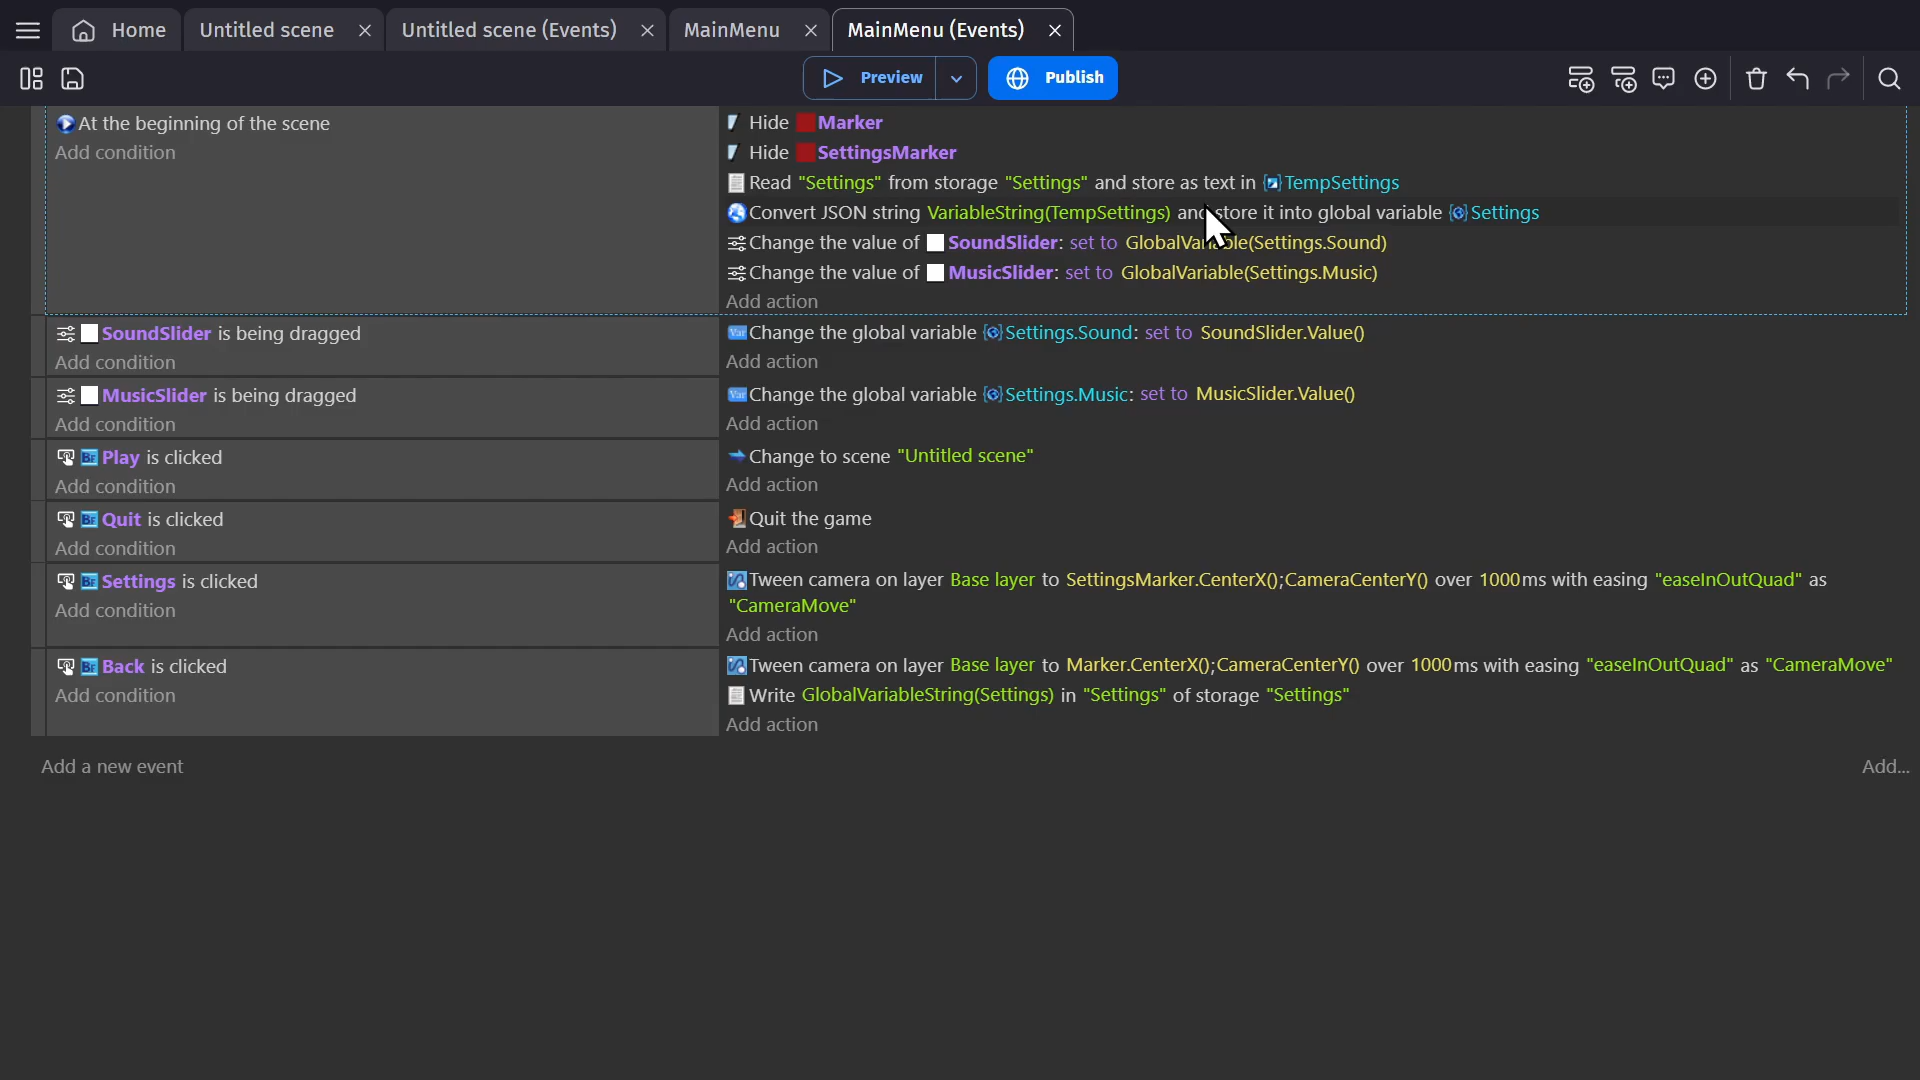 Home
Untitled scene
Untitled scene (Events)
MainMenu
MainMenu (Events)
Preview
Publish
At the beginning of the scene
Add condition
Hide Marker
Hide SettingsMarker
Read "Settings" from storage "Settings" and store as text in TempSettings
Convert JSON string VariableString(TempSettings) and store it into global variable Settings
Change the value of SoundSlider: set to GlobalVariable(Settings.Sound)
Change the value of MusicSlider: set to GlobalVariable(Settings.Music)
Add action
SoundSlider is being dragged
Add condition
Change the global variable Settings.Sound: set to SoundSlider.Value()
Add action
MusicSlider is being dragged
Add condition
Change the global variable Settings.Music: set to MusicSlider.Value()
Add action
Play is clicked
Add condition
Change to scene "Untitled scene"
Add action
Quit is clicked
Add condition
Quit the game
Add action
Settings is clicked
Add condition
Tween camera on layer Base layer to SettingsMarker.CenterX();CameraCenterY() over 1000ms with easing "easeInOutQuad" as
"CameraMove"
Add action
Back is clicked
Add condition
Tween camera on layer Base layer to Marker.CenterX();CameraCenterY() over 1000ms with easing "easeInOutQuad" as "CameraMove"
Write GlobalVariableString(Settings) in "Settings" of storage "Settings"
Add action
Add a new event
Add...